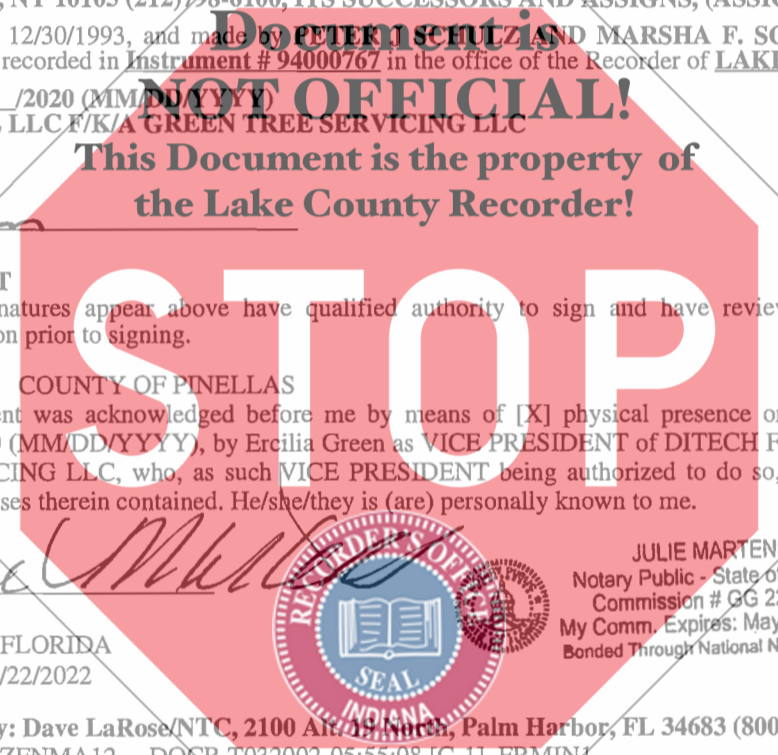 NY 10105 (212)798-6100, ITS SUCCESSORS AND ASSIGNS, (ASSIG
12/30/1993, and made by PETER J SCHULZ AND MARSHA F. SC
recorded in Instrument # 94000767 in the office of the Recorder of LAKE
Document is
NOT OFFICIAL!
This Document is the property of
the Lake County Recorder!
/2020 (MM/DD/YYYY)
LLC F/K/A GREEN TREE SERVICING LLC
STOP
T
natures appear above have qualified authority to sign and have review
on prior to signing.
COUNTY OF PINELLAS
ent was acknowledged before me by means of [X] physical presence or
(MM/DD/YYYY), by Ercilia Green as VICE PRESIDENT of DITECH F
CING LLC, who, as such VICE PRESIDENT being authorized to do so,
ses therein contained. He/she/they is (are) personally known to me.
RECORDER'S OFFICE
SEAL
INDIANA
JULIE MARTEN
Notary Public - State of
Commission # GG 22
My Comm. Expires: May
Bonded Through National N
FLORIDA
/22/2022
y: Dave LaRose/NTC, 2100 Alt. 19 North, Palm Harbor, FL 34683 (800